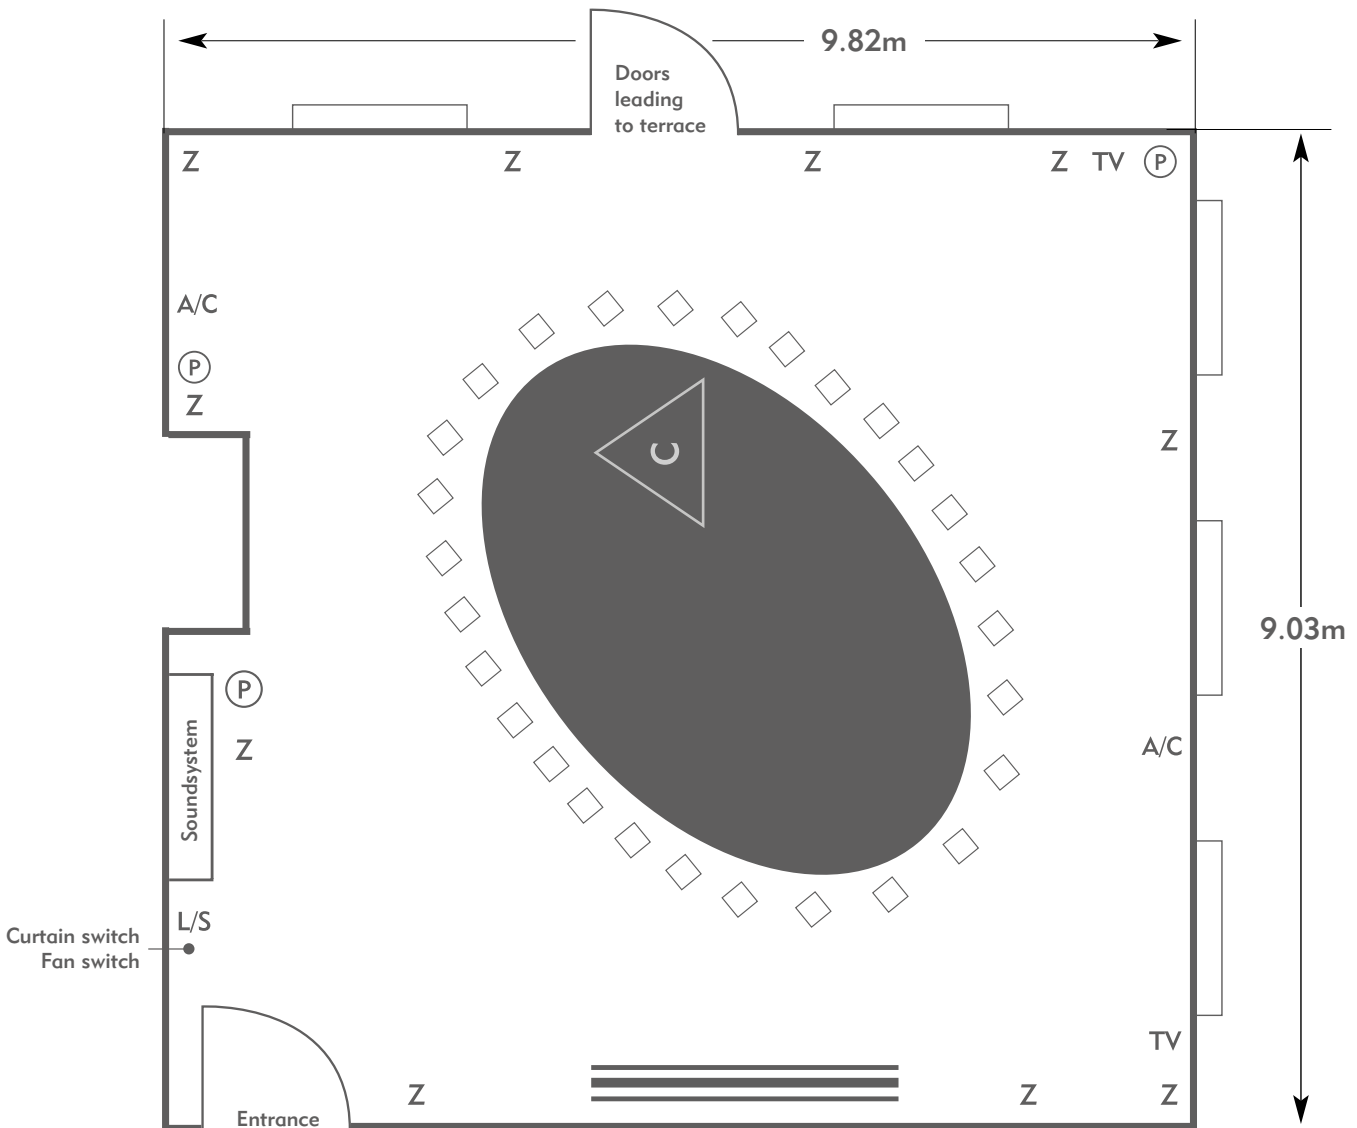 9.82m
Doors
leading
to terrace
Z
Z
Z
Z
TV
P
A/C
P
Z
C
Z
9.03m
P
Z
Soundsystem
A/C
L/S
Curtain switch
Fan switch
TV
Z
Z
Z
Entrance